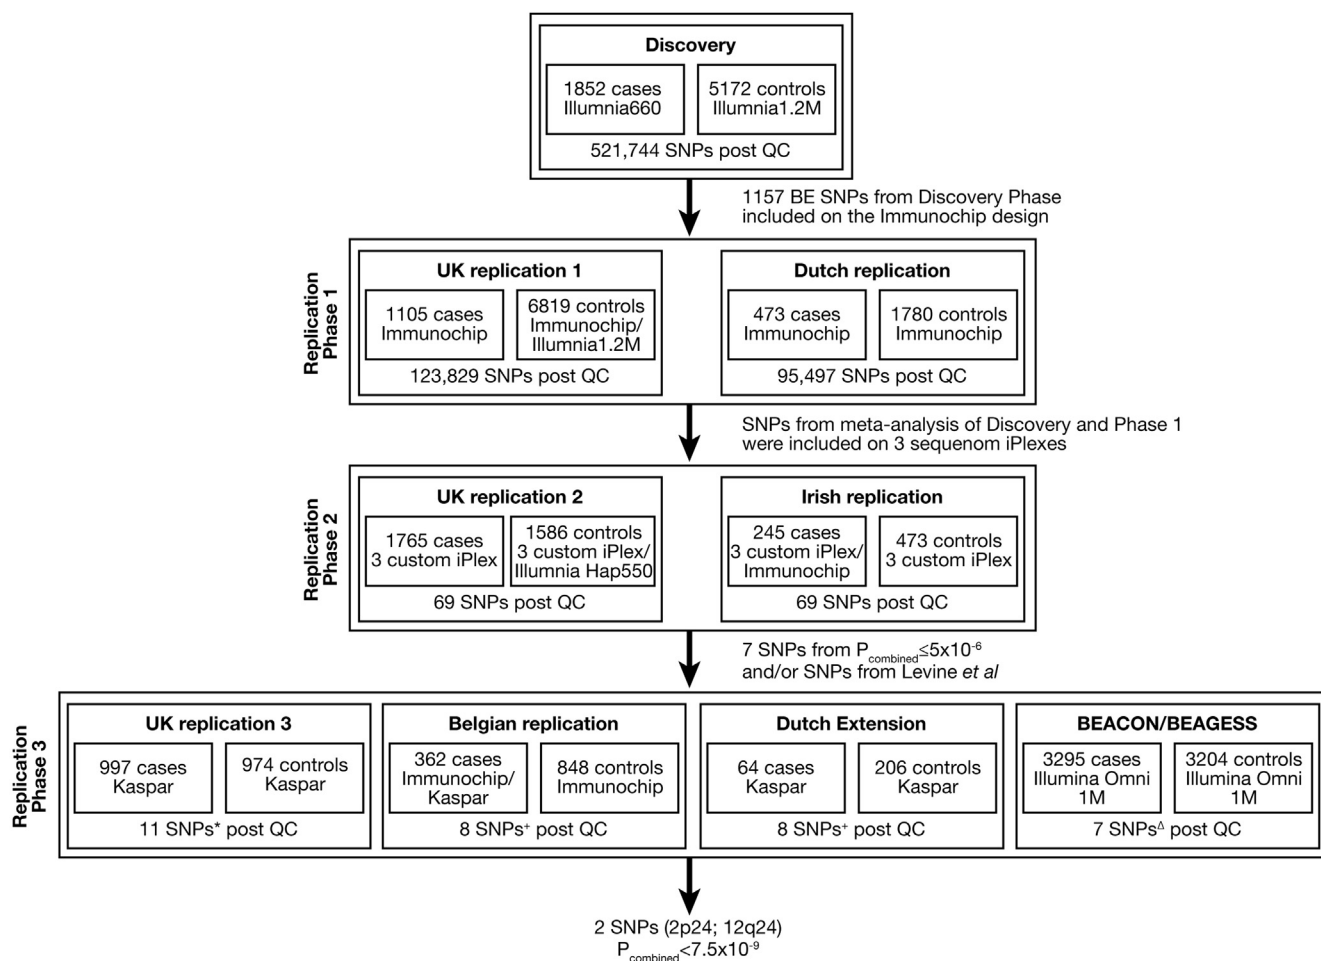 Discovery
1852 cases
Illumnia660
5172 controls
Illumnia1.2M
521,744 SNPs post QC
1157 BE SNPs from Discovery Phase
included on the Immunochip design
Replication
Phase 1
UK replication 1
1105 cases
Immunochip
6819 controls
Immunochip/
Illumnia1.2M
123,829 SNPs post QC
Dutch replication
473 cases
Immunochip
1780 controls
Immunochip
95,497 SNPs post QC
SNPs from meta-analysis of Discovery and Phase 1
were included on 3 sequenom iPlexes
Replication
Phase 2
UK replication 2
1765 cases
3 custom iPlex
1586 controls
3 custom iPlex/
Illumnia Hap550
69 SNPs post QC
Irish replication
245 cases
3 custom iPlex/
Immunochip
473 controls
3 custom iPlex
69 SNPs post QC
7 SNPs from Pcombined≤5x10⁻⁶
and/or SNPs from Levine et al
Replication
Phase 3
UK replication 3
997 cases
Kaspar
974 controls
Kaspar
11 SNPs* post QC
Belgian replication
362 cases
Immunochip/
Kaspar
848 controls
Immunochip
8 SNPs⁺ post QC
Dutch Extension
64 cases
Kaspar
206 controls
Kaspar
8 SNPs⁺ post QC
BEACON/BEAGESS
3295 cases
Illumina Omni
1M
3204 controls
Illumina Omni
1M
7 SNPsᐞ post QC
2 SNPs (2p24; 12q24)
Pcombined<7.5x10⁻⁹